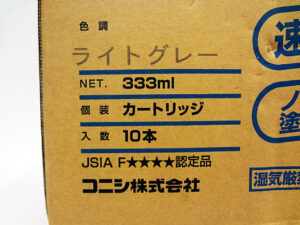 色調
ライトグレー
NET. 333ml
個装 カートリッジ
入数 10本
JSIA F★★★★認定品
コニシ株式会社
速
塗
湿気厳